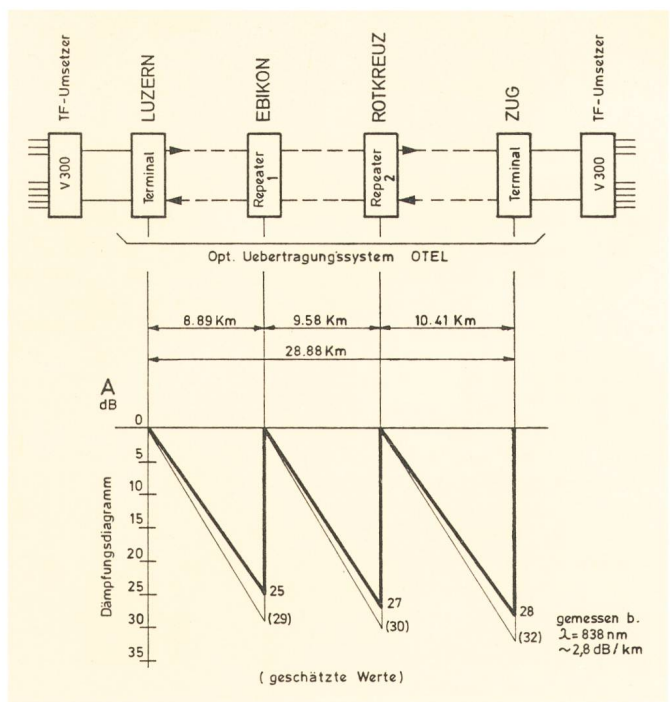 TF-Umsetzer
LUZERN
EBIKON
ROTKREUZ
ZUG
TF-Umsetzer
V 300
Terminal
Repeater 1
Repeater 2
Terminal
V 300
Opt. Uebertragungssystem OTEL
8.89 Km
9.58 Km
10.41 Km
28.88 Km
A
dB
0
5
10
15
20
25
30
35
Dämpfungsdiagramm
25
(29)
27
(30)
28
(32)
gemessen b.
λ = 838 nm
~2,8 dB / km
( geschätzte Werte )